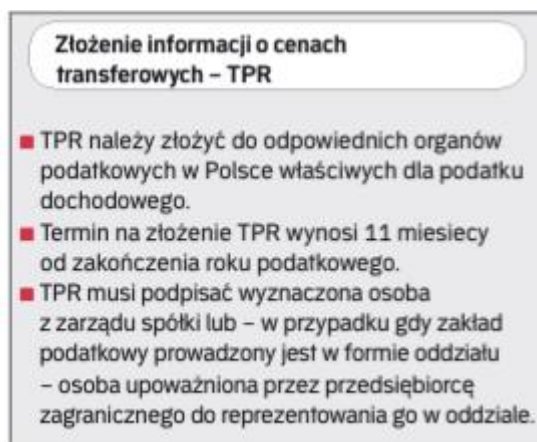 Złożenie informacji o cenach
transferowych – TPR
■ TPR należy złożyć do odpowiednich organów
podatkowych w Polsce właściwych dla podatku
dochodowego.
■ Termin na złożenie TPR wynosi 11 miesiecy
od zakończenia roku podatkowego.
■ TPR musi podpisać wyznaczona osoba
z zarządu spółki lub – w przypadku gdy zakład
podatkowy prowadzony jest w formie oddziału
– osoba upoważniona przez przedsiębiorcę
zagranicznego do reprezentowania go w oddziale.